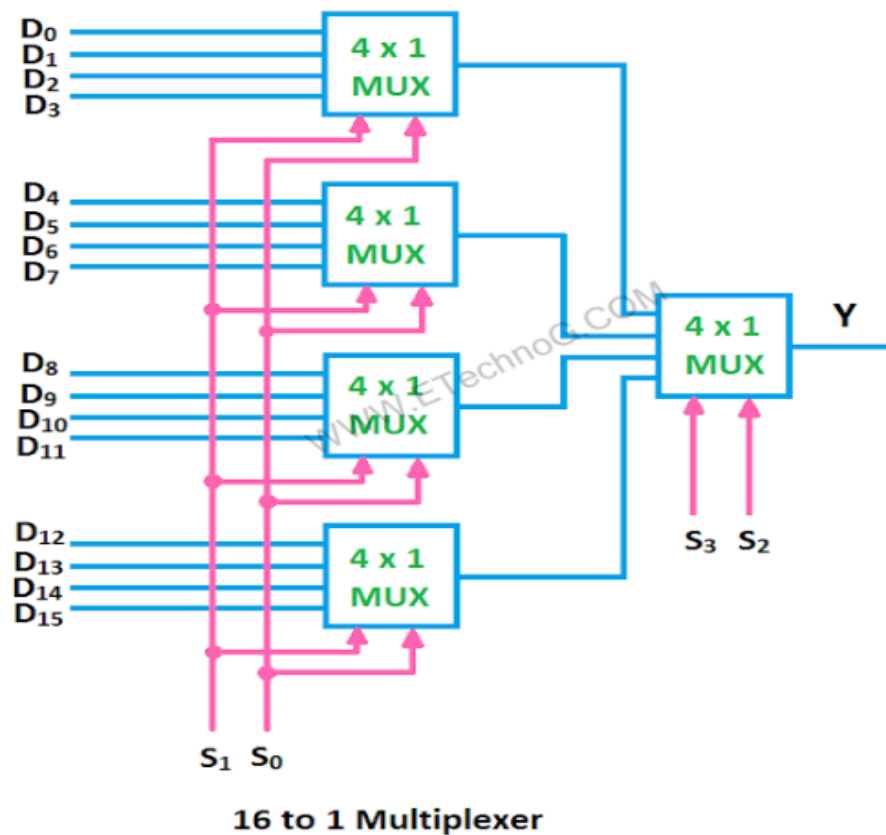 D₀
D₁
D₂
D₃
4 x 1
MUX
D₄
D₅
D₆
D₇
4 x 1
MUX
D₈
D₉
D₁₀
D₁₁
4 x 1
MUX
D₁₂
D₁₃
D₁₄
D₁₅
4 x 1
MUX
4 x 1
MUX
Y
S₃ S₂
S₁ S₀
WWW.ETechnoG.COM
16 to 1 Multiplexer